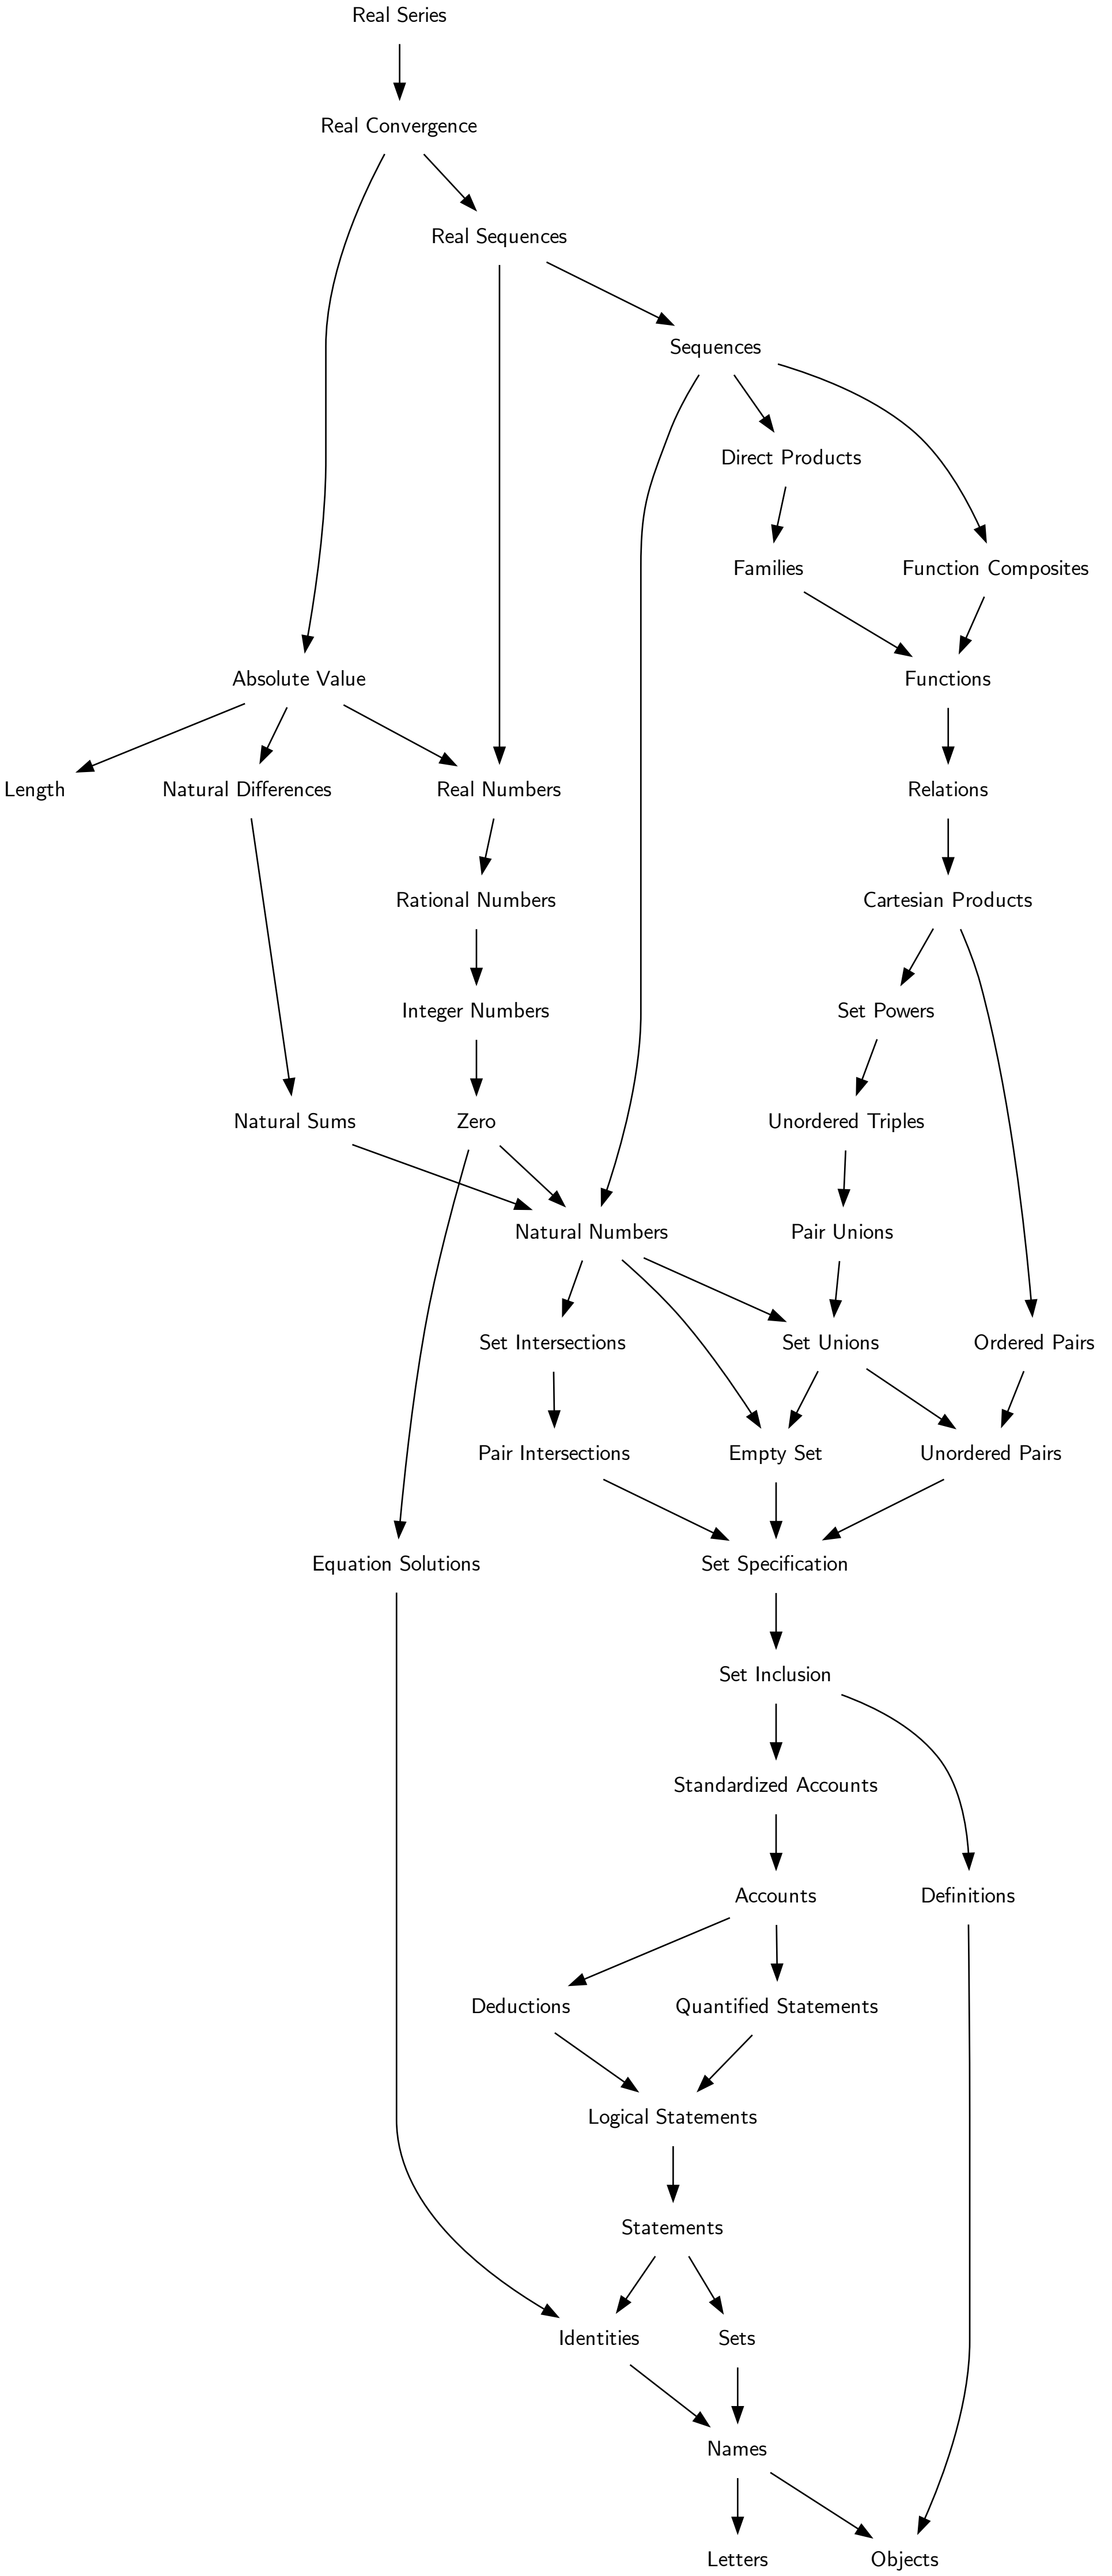 Real Series
Real Convergence
Real Sequences
Sequences
Direct Products
Families
Function Composites
Absolute Value
Functions
Length
Natural Differences
Real Numbers
Relations
Rational Numbers
Cartesian Products
Integer Numbers
Set Powers
Natural Sums
Zero
Unordered Triples
Natural Numbers
Pair Unions
Set Intersections
Set Unions
Ordered Pairs
Pair Intersections
Empty Set
Unordered Pairs
Equation Solutions
Set Specification
Set Inclusion
Standardized Accounts
Accounts
Definitions
Deductions
Quantified Statements
Logical Statements
Statements
Identities
Sets
Names
Letters
Objects